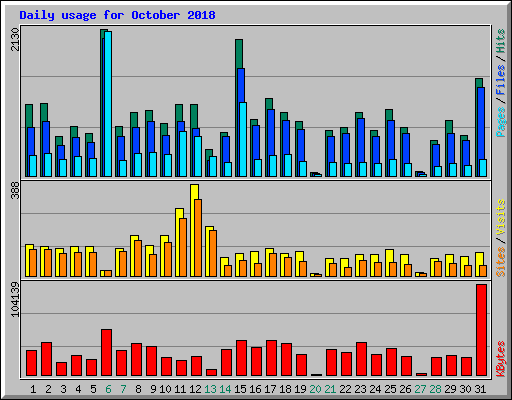 Daily usage for October 2018
2130
Pages / Files / Hits
388
Sites / Visits
104139
KBytes
1 2 3 4 5 6 7 8 9 10 11 12 13 14 15 16 17 18 19 20 21 22 23 24 25 26 27 28 29 30 31